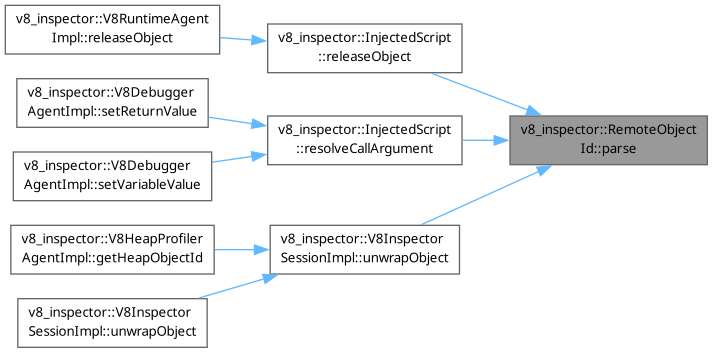 v8_inspector::V8RuntimeAgent
Impl::releaseObject
v8_inspector::InjectedScript
::releaseObject
v8_inspector::V8Debugger
AgentImpl::setReturnValue
v8_inspector::InjectedScript
::resolveCallArgument
v8_inspector::RemoteObject
Id::parse
v8_inspector::V8Debugger
AgentImpl::setVariableValue
v8_inspector::V8HeapProfiler
AgentImpl::getHeapObjectId
v8_inspector::V8Inspector
SessionImpl::unwrapObject
v8_inspector::V8Inspector
SessionImpl::unwrapObject